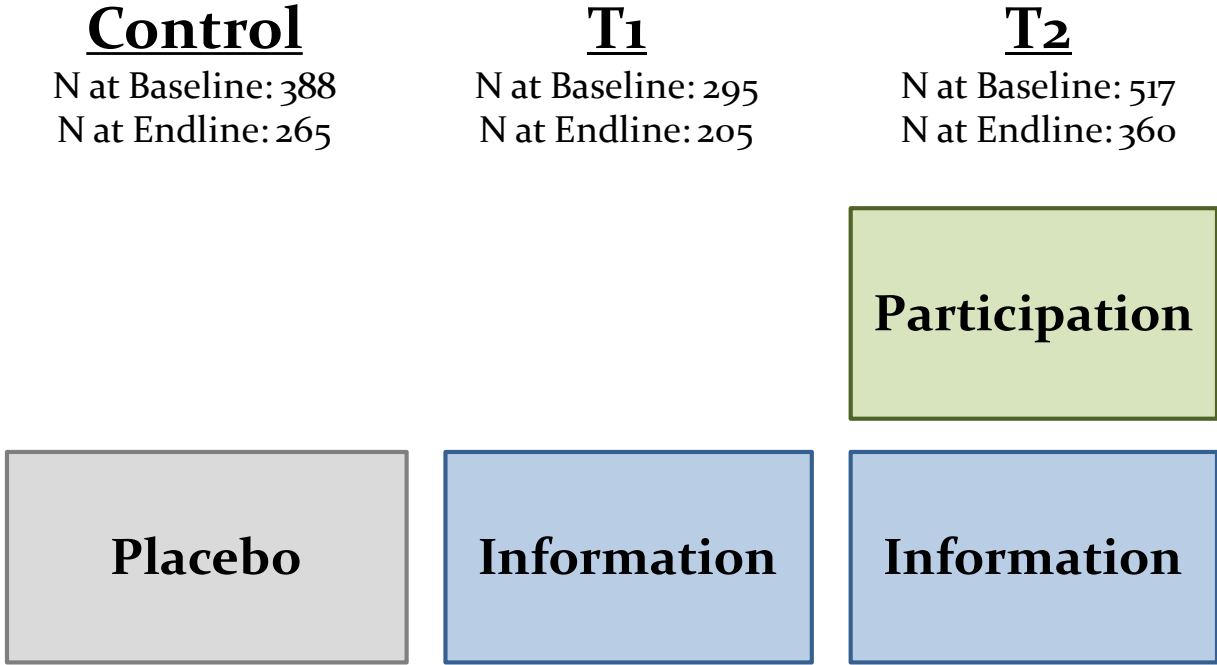 Control
N at Baseline: 388
N at Endline: 265
T1
N at Baseline: 295
N at Endline: 205
T2
N at Baseline: 517
N at Endline: 360
Participation
Placebo
Information
Information